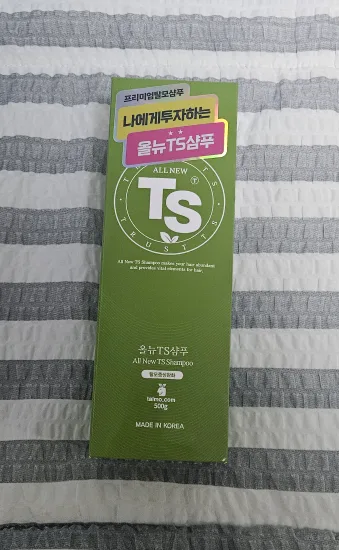 프리미엄탈모샴푸
나에게투자하는
올뉴TS샴푸
ALL NEW
TS
T
TRUST TS
All New TS Shampoo makes your hair abundant
and provides vital elements for hair.
올뉴TS샴푸
All New TS Shampoo
탈모증상완화
talmo.com
500g
MADE IN KOREA